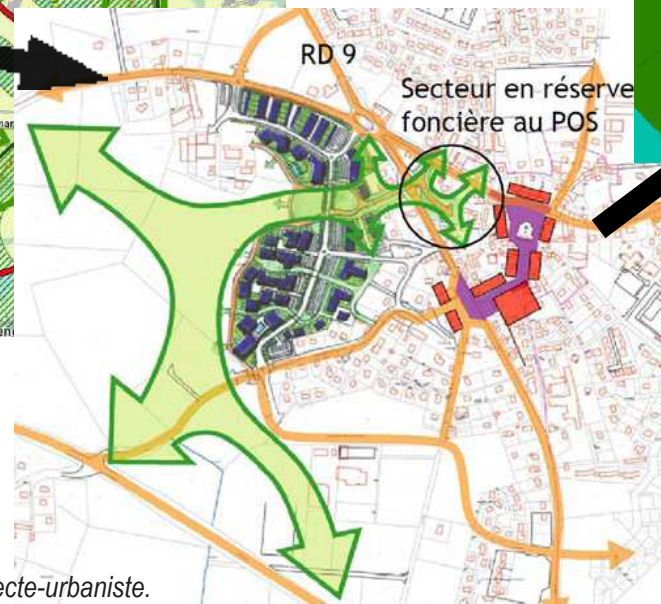 RD 9
Secteur en réserve
foncière au POS
ecte-urbaniste.